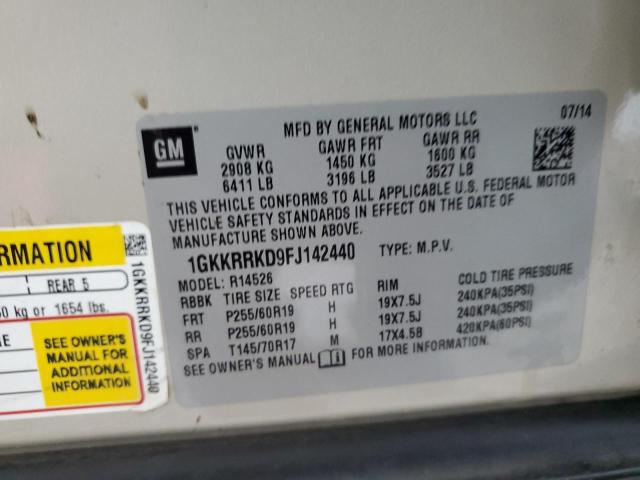 GM
MFD BY GENERAL MOTORS LLC 07/14
GVWR GAWR FRT GAWR RR
2908 KG 1450 KG 1600 KG
6411 LB 3196 LB 3527 LB
THIS VEHICLE CONFORMS TO ALL APPLICABLE U.S. FEDERAL MOTOR
VEHICLE SAFETY STANDARDS IN EFFECT ON THE DATE OF
MANUFACTURE SHOWN ABOVE.
1GKKRRKD9FJ142440 TYPE: M.P.V.
MODEL: R14526
RBBK TIRE SIZE SPEED RTG RIM COLD TIRE PRESSURE
FRT P255/60R19 H 19X7.5J 240KPA(35PSI)
RR P255/60R19 H 19X7.5J 240KPA(35PSI)
SPA T145/70R17 M 17X4.5B 420KPA(60PSI)
SEE OWNER'S MANUAL FOR MORE INFORMATION.
ORMATION
REAR 5
0 kg or 1654 lbs.
NE
SEE OWNER'S
MANUAL FOR
ADDITIONAL
INFORMATION
1GKKRRKD9FJ142440